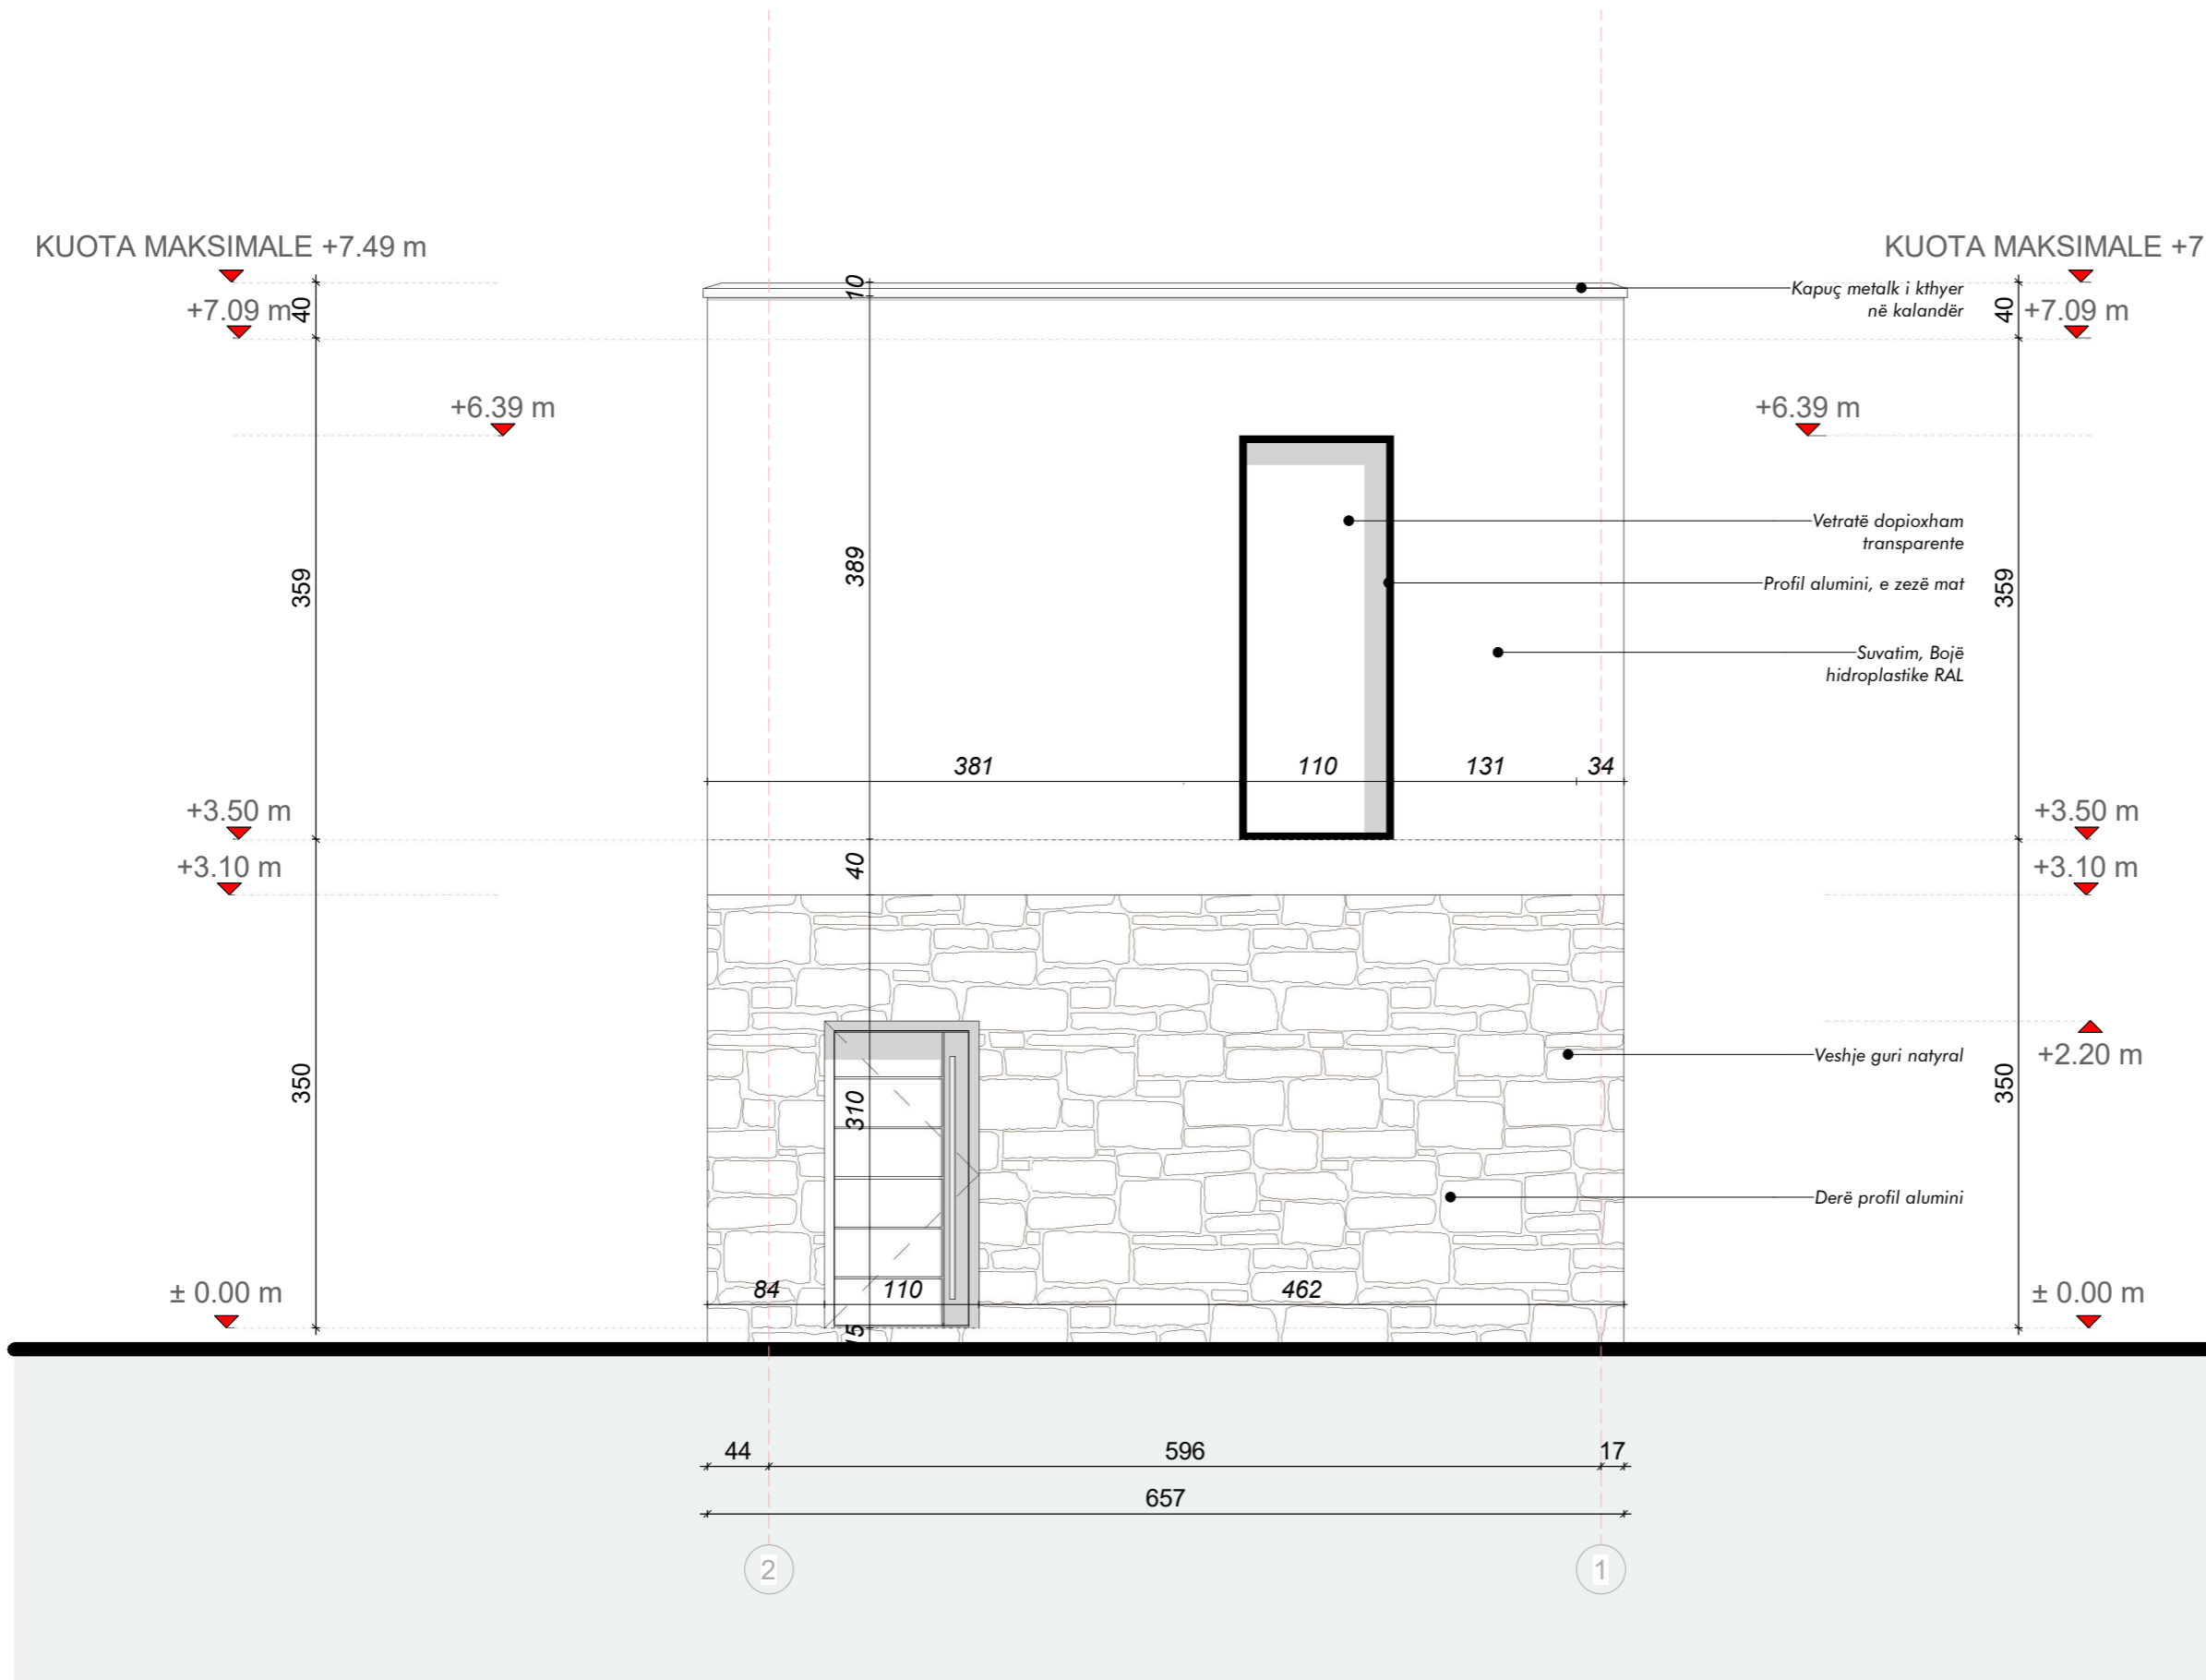 KUOTA MAKSIMALE +7.49 m
KUOTA MAKSIMALE +7
10
Kapuç metalk i kthyer
në kalandër
+7.09 m
40
40
+7.09 m
+6.39 m
+6.39 m
Vetratë dopioxham
transparente
359
389
Profil alumini, e zezë mat
359
Suvatim, Bojë
hidroplastike RAL
381
110
131
34
+3.50 m
+3.50 m
+3.10 m
40
+3.10 m
Veshje guri natyral
+2.20 m
350
310
350
Derë profil alumini
± 0.00 m
84
110
462
± 0.00 m
15
44
596
17
657
2
1